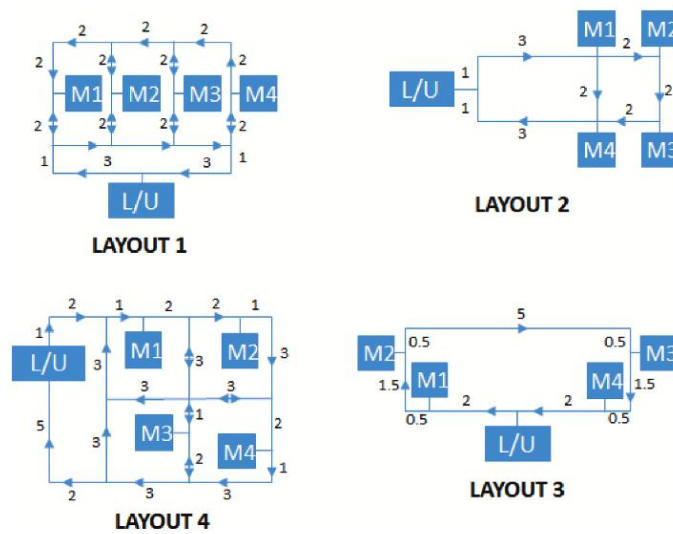 2 2 2
2 2 2 2
M1 M2 M3 M4
2 2 2 2
1 3 3 1
L/U
LAYOUT 1
M1 M2
3 2
L/U 1 2 2
1 2
3
M4 M3
LAYOUT 2
2 1 2 2 1
1
L/U M1 M2 3
3 3
3 3
5 M3 1 2
3 M4
2 1
2 3 3
LAYOUT 4
5
M2 0.5 0.5 M3
M1 M4
1.5 1.5
2 2
0.5 0.5
L/U
LAYOUT 3